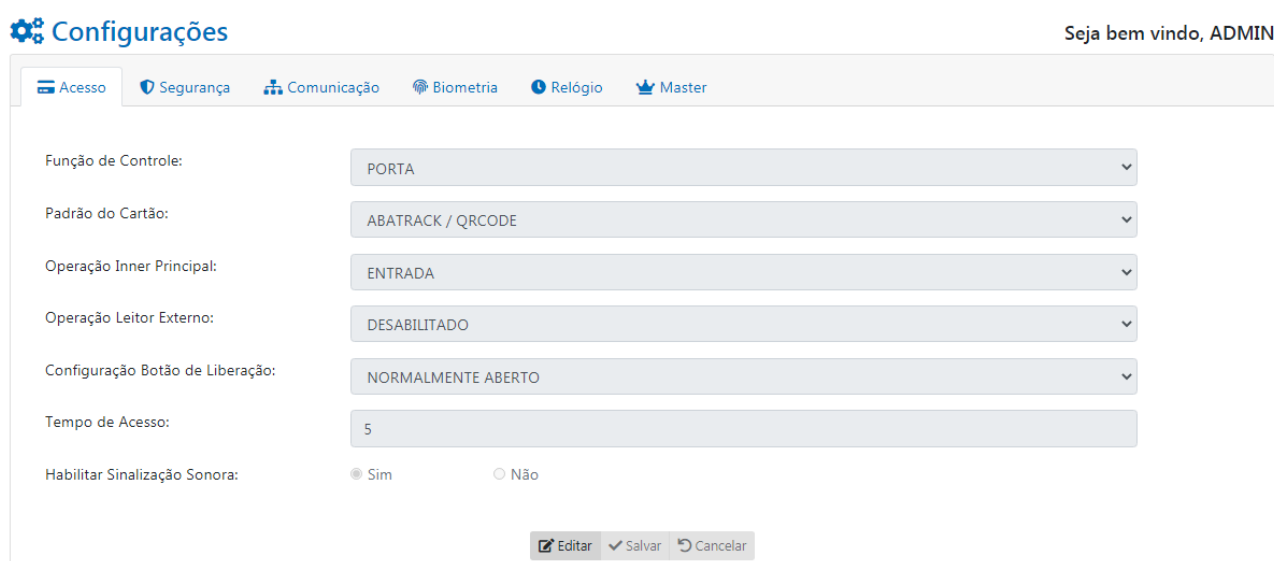 Configurações
Seja bem vindo, ADMIN
Acesso Segurança Comunicação Biometria Relógio Master
Função de Controle: PORTA
Padrão do Cartão: ABATRACK / QRCODE
Operação Inner Principal: ENTRADA
Operação Leitor Externo: DESABILITADO
Configuração Botão de Liberação: NORMALMENTE ABERTO
Tempo de Acesso: 5
Habilitar Sinalização Sonora: Sim Não
Editar Salvar Cancelar